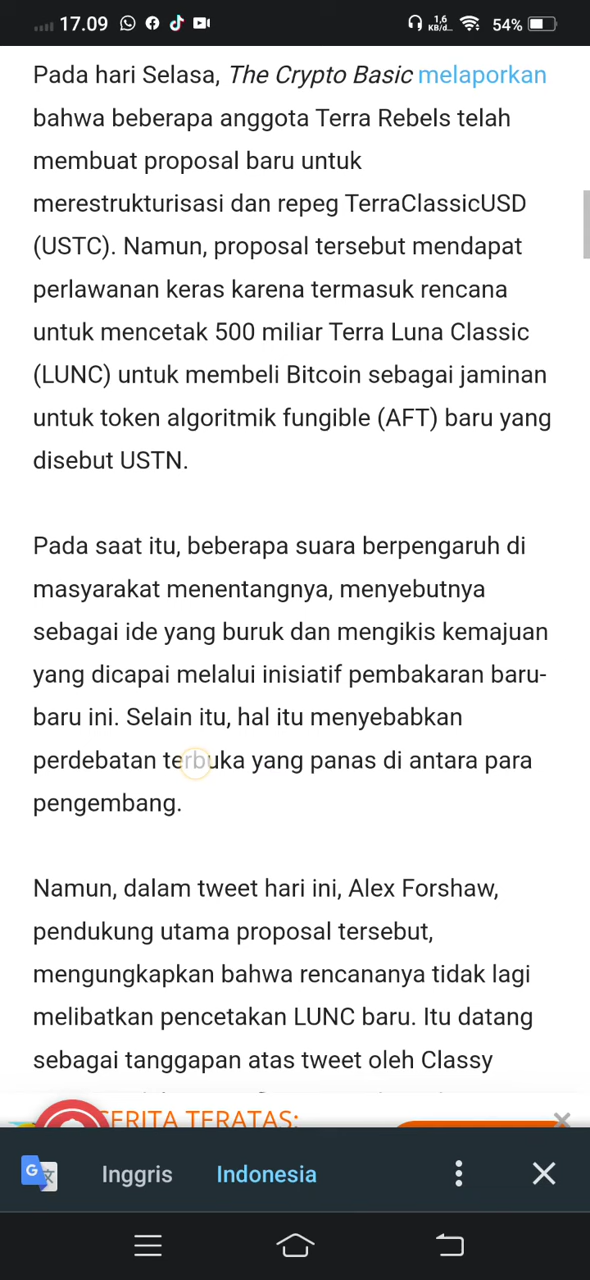 17.09
1,6
KB/d...
54%
Pada hari Selasa, The Crypto Basic melaporkan
bahwa beberapa anggota Terra Rebels telah
membuat proposal baru untuk
merestrukturisasi dan repeg TerraClassicUSD
(USTC). Namun, proposal tersebut mendapat
perlawanan keras karena termasuk rencana
untuk mencetak 500 miliar Terra Luna Classic
(LUNC) untuk membeli Bitcoin sebagai jaminan
untuk token algoritmik fungible (AFT) baru yang
disebut USTN.
Pada saat itu, beberapa suara berpengaruh di
masyarakat menentangnya, menyebutnya
sebagai ide yang buruk dan mengikis kemajuan
yang dicapai melalui inisiatif pembakaran baru-
baru ini. Selain itu, hal itu menyebabkan
perdebatan terbuka yang panas di antara para
pengembang.
Namun, dalam tweet hari ini, Alex Forshaw,
pendukung utama proposal tersebut,
mengungkapkan bahwa rencananya tidak lagi
melibatkan pencetakan LUNC baru. Itu datang
sebagai tanggapan atas tweet oleh Classy
CERITA TERATAS:
Inggris Indonesia